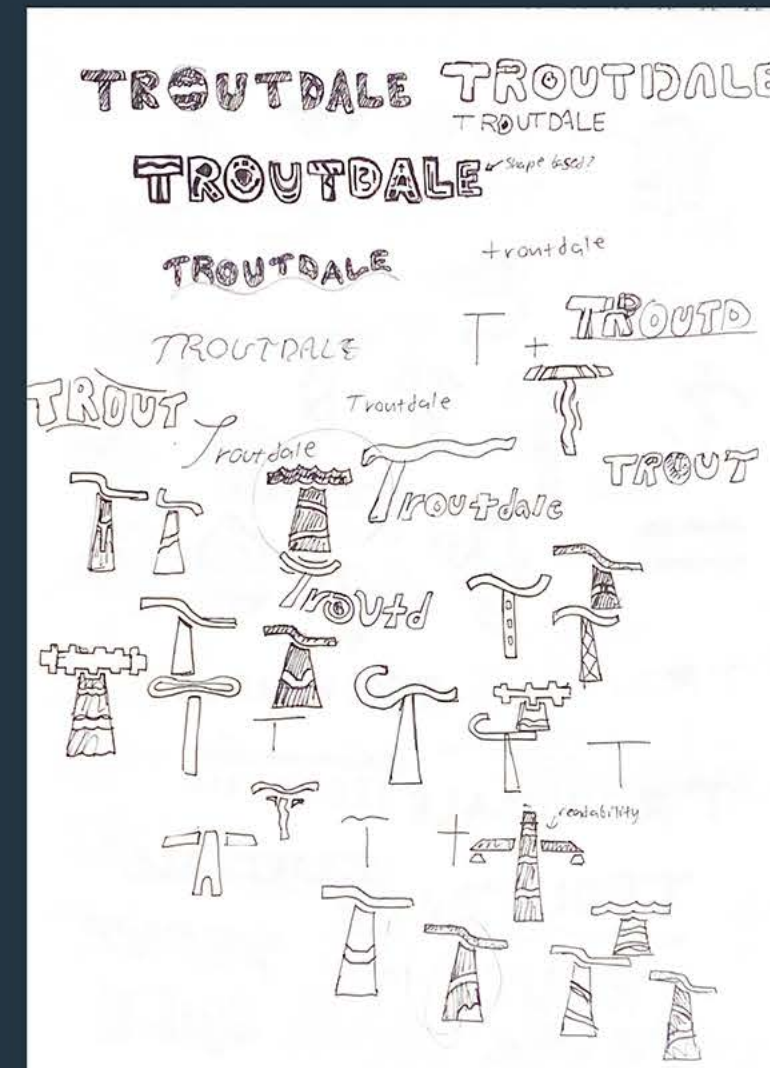 TROUTDALE
TROUTDALE
TROUTDALE
TROUTDALE
shape based?
troutdale
TROUTDALE
TROUTDALE
T
TROUTD
+
TROUT
Troutdale
Troutdale
Troutdale
TROUT
Troutd
T
T
T
+
readability